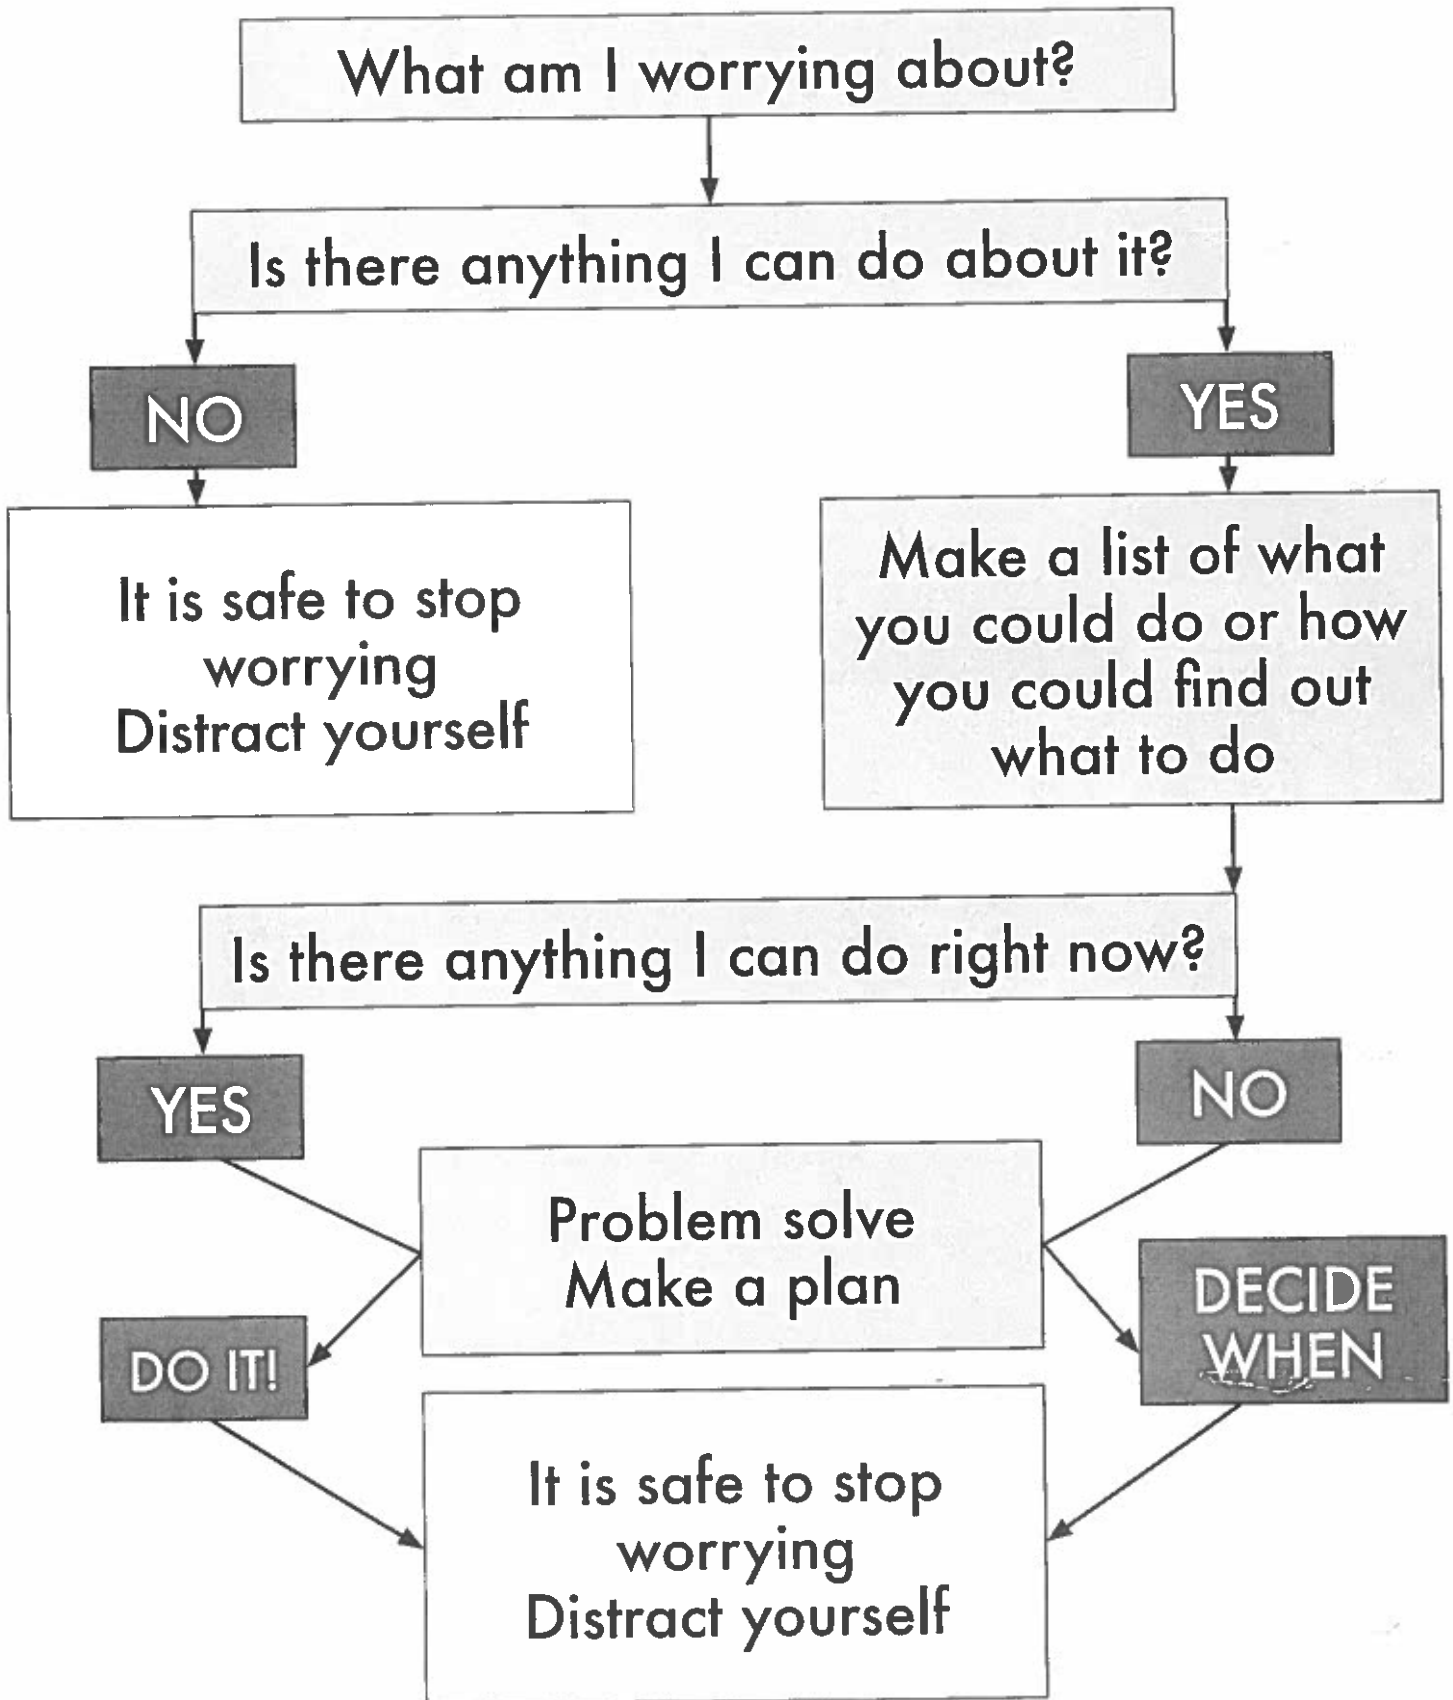 What am I worrying about?
Is there anything I can do about it?
NO
YES
It is safe to stop
worrying
Distract yourself
Make a list of what
you could do or how
you could find out
what to do
Is there anything I can do right now?
YES
NO
Problem solve
Make a plan
DO IT!
DECIDE
WHEN
It is safe to stop
worrying
Distract yourself